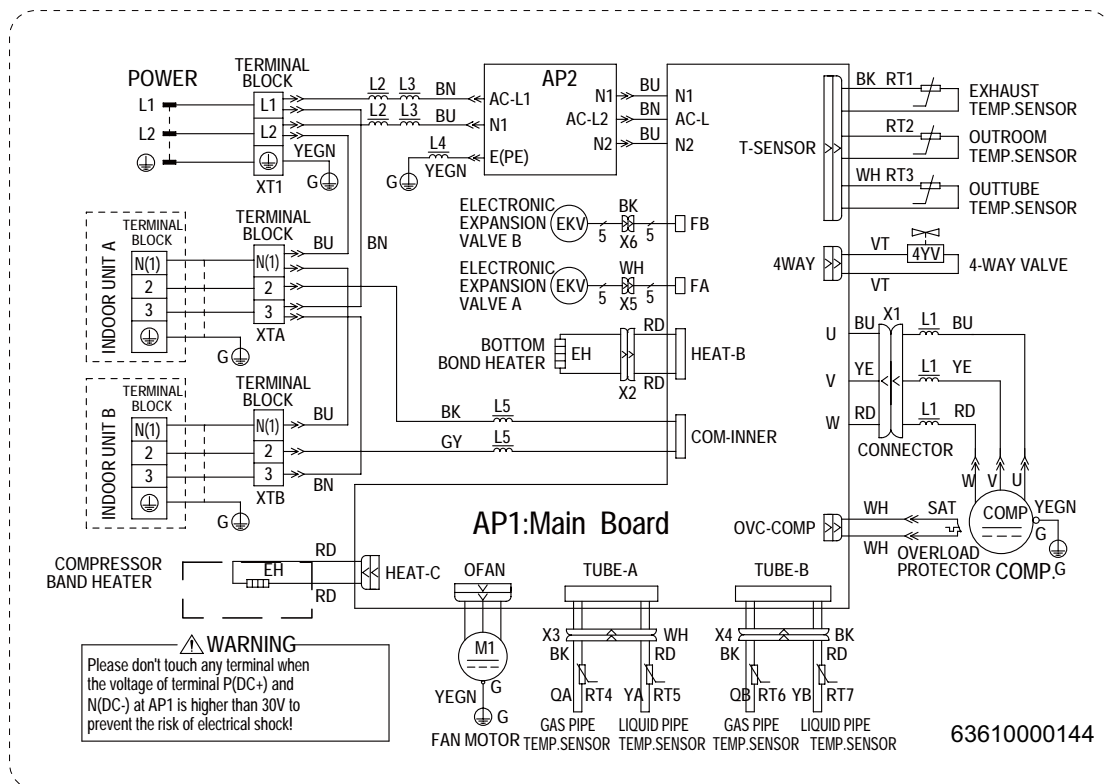 POWER
L1
L2
TERMINAL
BLOCK
L1
L2
XT1
YEGN
G
L2 L3 BN
L2 L3 BU
L4
YEGN
G
AP2
AC-L1
N1
E(PE)
N1
AC-L2
N2
BU
BN
BU
N1
AC-L
N2
T-SENSOR
BK RT1
EXHAUST
TEMP.SENSOR
RT2
OUTROOM
TEMP.SENSOR
WH RT3
OUTTUBE
TEMP.SENSOR
ELECTRONIC
EXPANSION
VALVE B
EKV
5
BK
X6
5
FB
ELECTRONIC
EXPANSION
VALVE A
EKV
5
WH
X5
5
FA
4WAY
VT
4YV
VT
4-WAY VALVE
INDOOR UNIT A
TERMINAL
BLOCK
N(1)
2
3
G
TERMINAL
BLOCK
N(1)
2
3
XTA
BU
BN
BOTTOM
BOND HEATER
EH
RD
RD
X2
HEAT-B
U
V
W
BU
YE
RD
X1
L1 BU
L1 YE
L1 RD
CONNECTOR
INDOOR UNIT B
TERMINAL
BLOCK
N(1)
2
3
G
TERMINAL
BLOCK
N(1)
2
3
XTB
BU
BN
BK L5
GY L5
COM-INNER
W V U
COMP
YEGN
G
G
COMP.
AP1:Main Board
OVC-COMP
WH
WH
SAT
OVERLOAD
PROTECTOR
COMPRESSOR
BAND HEATER
EH
RD
RD
HEAT-C
OFAN
M1
YEGN
G
G
FAN MOTOR
TUBE-A
X3
WH
BK
RD
QA RT4
YA RT5
GAS PIPE
TEMP.SENSOR
LIQUID PIPE
TEMP.SENSOR
TUBE-B
X4
BK
BK
RD
QB RT6
YB RT7
GAS PIPE
TEMP.SENSOR
LIQUID PIPE
TEMP.SENSOR
WARNING
Please don't touch any terminal when
the voltage of terminal P(DC+) and
N(DC-) at AP1 is higher than 30V to
prevent the risk of electrical shock!
63610000144